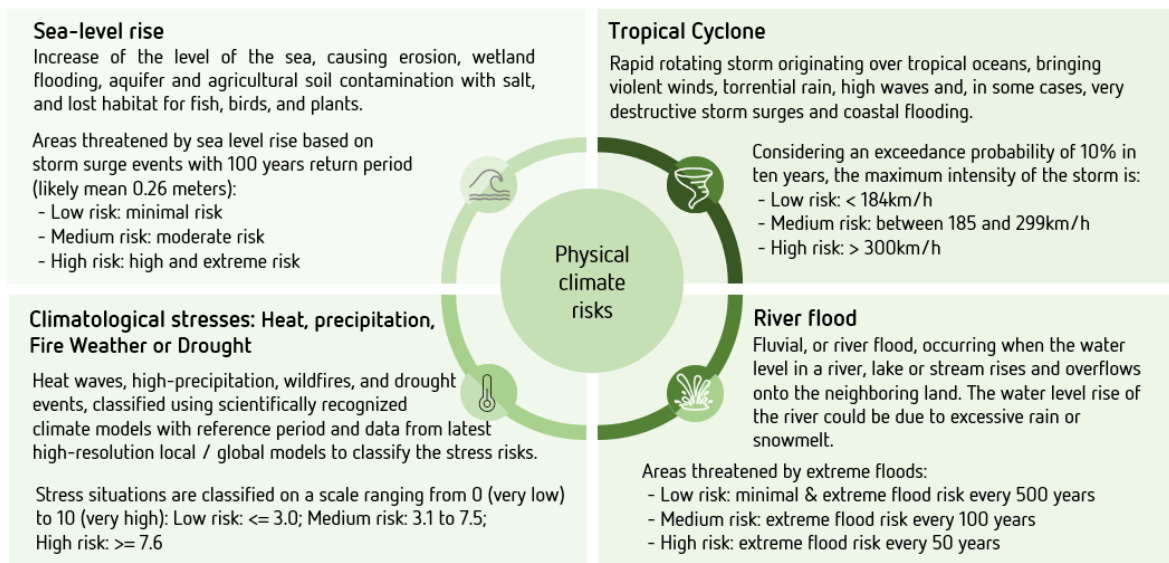 Sea-level rise
Increase of the level of the sea, causing erosion, wetland
flooding, aquifer and agricultural soil contamination with salt,
and lost habitat for fish, birds, and plants.
Areas threatened by sea level rise based on
storm surge events with 100 years return period
(likely mean 0.26 meters):
- Low risk: minimal risk
- Medium risk: moderate risk
- High risk: high and extreme risk
Tropical Cyclone
Rapid rotating storm originating over tropical oceans, bringing
violent winds, torrential rain, high waves and, in some cases, very
destructive storm surges and coastal flooding.
Considering an exceedance probability of 10% in
ten years, the maximum intensity of the storm is:
- Low risk: < 184km/h
- Medium risk: between 185 and 299km/h
- High risk: > 300km/h
Physical
climate
risks
Climatological stresses: Heat, precipitation,
Fire Weather or Drought
Heat waves, high-precipitation, wildfires, and drought
events, classified using scientifically recognized
climate models with reference period and data from latest
high-resolution local / global models to classify the stress risks.
Stress situations are classified on a scale ranging from 0 (very low)
to 10 (very high): Low risk: <= 3.0; Medium risk: 3.1 to 7.5;
High risk: >= 7.6
River flood
Fluvial, or river flood, occurring when the water
level in a river, lake or stream rises and overflows
onto the neighboring land. The water level rise of
the river could be due to excessive rain or
snowmelt.
Areas threatened by extreme floods:
- Low risk: minimal & extreme flood risk every 500 years
- Medium risk: extreme flood risk every 100 years
- High risk: extreme flood risk every 50 years